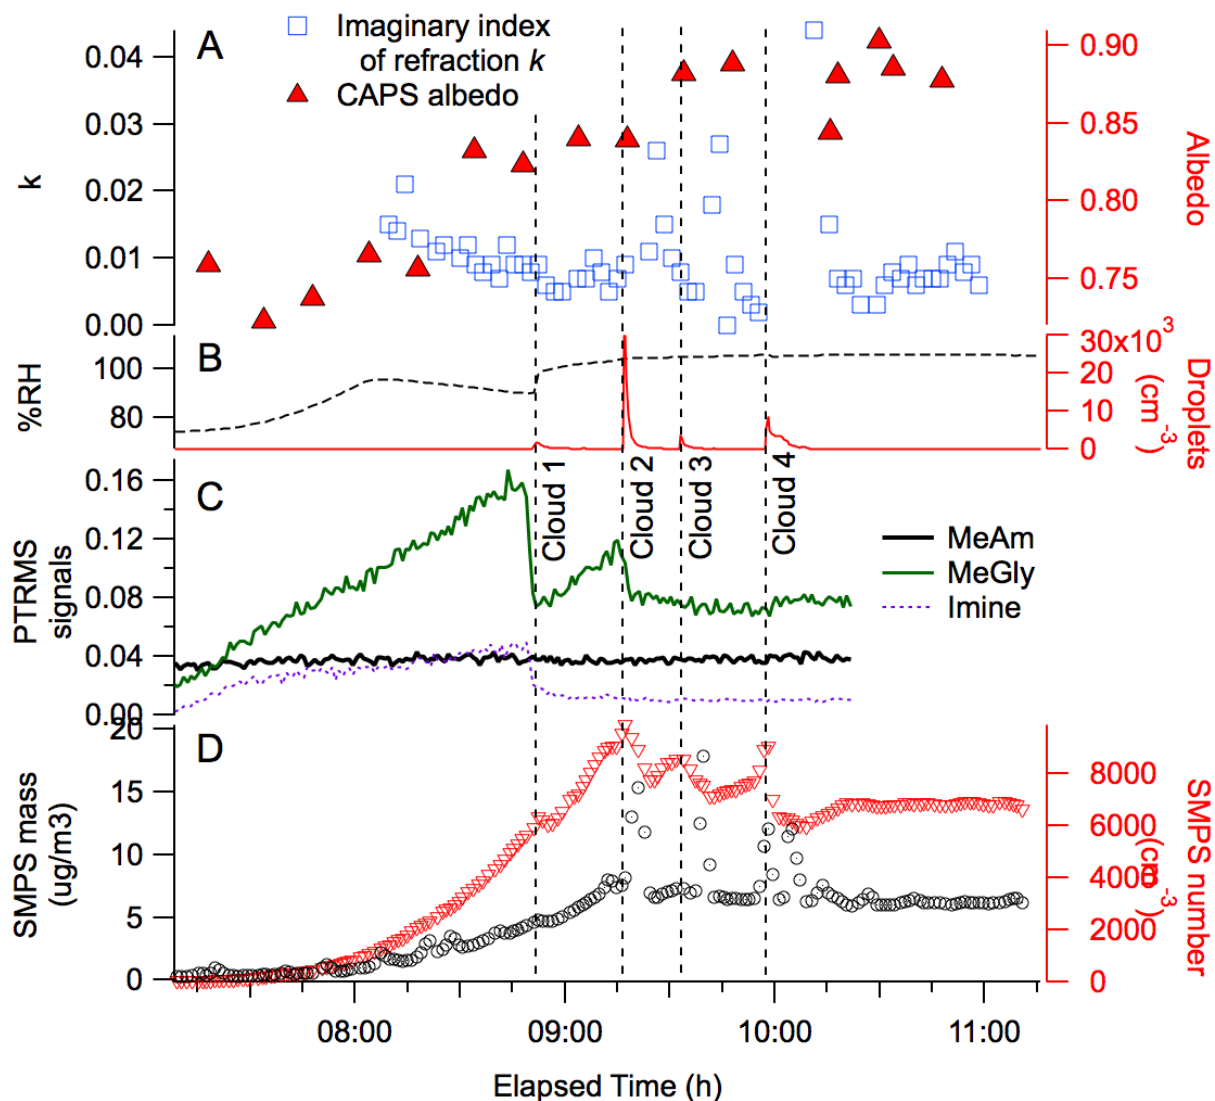 A
Imaginary index
of refraction k
CAPS albedo
0.04
0.03
0.02
0.01
0.00
k
0.90
0.85
0.80
0.75
Albedo
B
100
80
%RH
30x10³
20
10
0
Droplets
(cm⁻³)
C
0.16
0.12
0.08
0.04
0.00
PTRMS
signals
Cloud 1
Cloud 2
Cloud 3
Cloud 4
MeAm
MeGly
Imine
D
20
15
10
5
0
SMPS mass
(ug/m3)
8000
6000
4000
2000
0
SMPS number
(cm⁻³)
08:00
09:00
10:00
11:00
Elapsed Time (h)